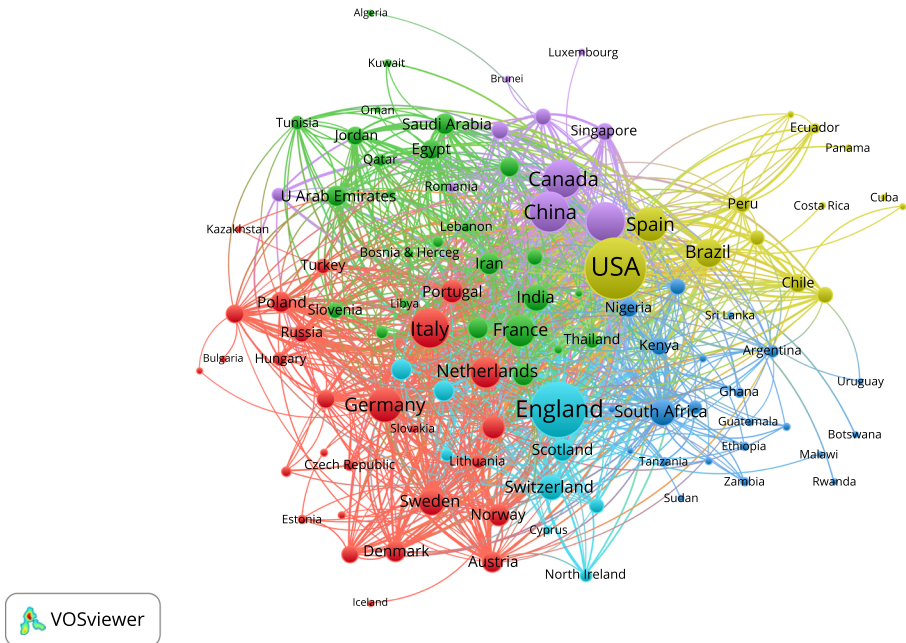 Algeria
Luxembourg
Kuwait
Brunei
Oman
Tunisia
Saudi Arabia
Singapore
Ecuador
Jordan
Egypt
Panama
Qatar
Canada
Romania
U Arab Emirates
Cuba
Peru
Costa Rica
China
Kazakhstan
Lebanon
Spain
Bosnia & Herceg
Brazil
Turkey
Iran
USA
Chile
Portugal
India
Poland
Libya
Slovenia
Nigeria
Sri Lanka
Russia
Italy
France
Thailand
Kenya
Argentina
Bulgaria
Hungary
Netherlands
Uruguay
Ghana
Germany
England
South Africa
Guatemala
Slovakia
Botswana
Scotland
Ethiopia
Malawi
Czech Republic
Lithuania
Tanzania
Switzerland
Zambia
Rwanda
Sweden
Sudan
Norway
Estonia
Cyprus
Denmark
Austria
North Ireland
Iceland
VOSviewer